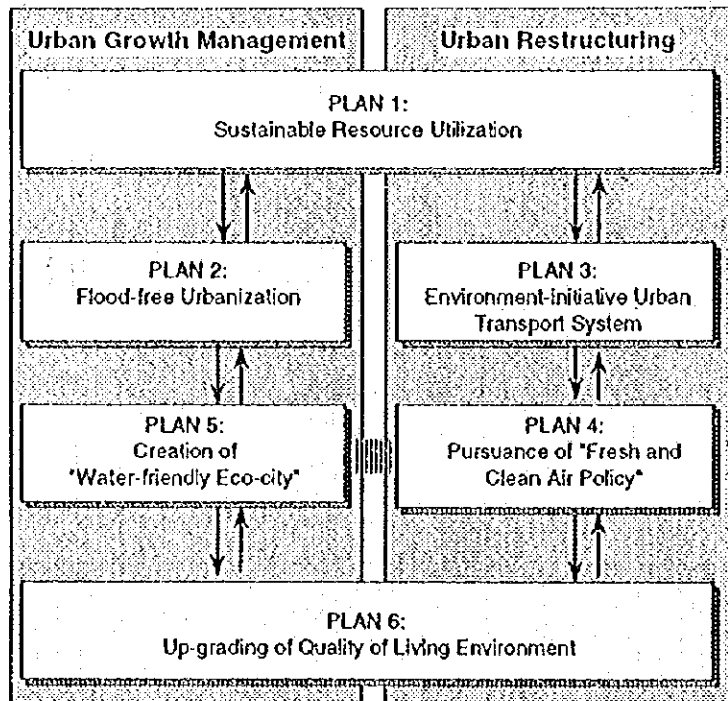 Urban Growth Management
Urban Restructuring
PLAN 1:
Sustainable Resource Utilization
PLAN 2:
Flood-free Urbanization
PLAN 3:
Environment-Initiative Urban
Transport System
PLAN 5:
Creation of
"Water-friendly Eco-city"
PLAN 4:
Pursuance of "Fresh and
Clean Air Policy"
PLAN 6:
Up-grading of Quality of Living Environment